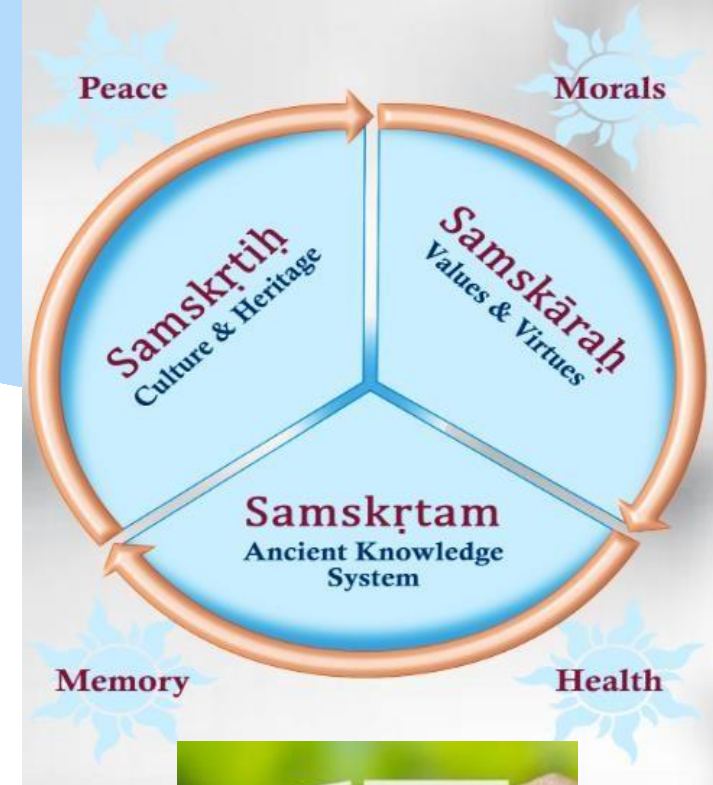 Peace
Morals
Samskṛtiḥ
Culture & Heritage
Samskāraḥ
Values & Virtues
Samskṛtam
Ancient Knowledge
System
Memory
Health